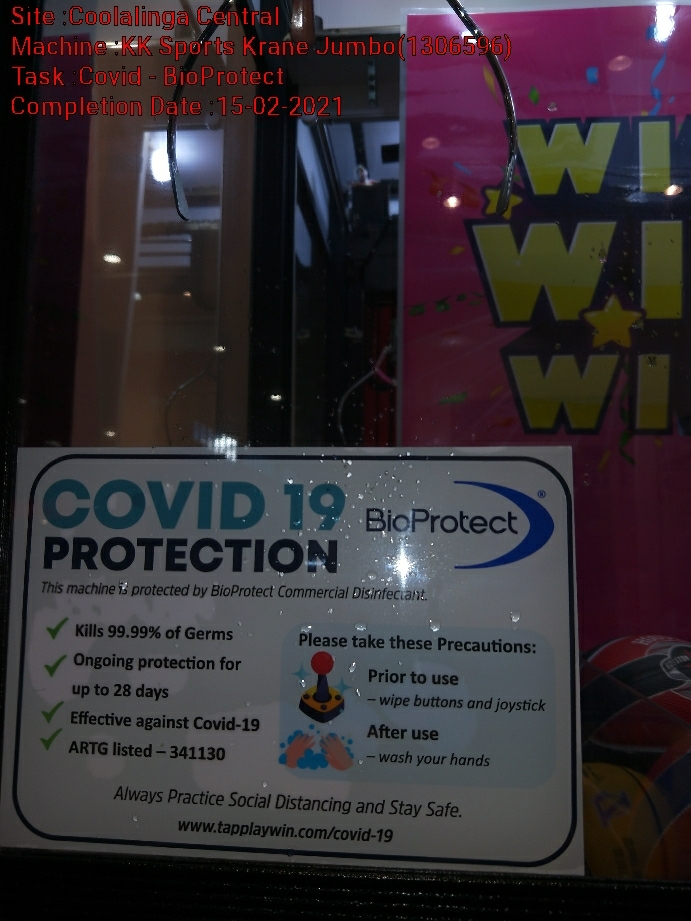 Site :Coolalinga Central
Machine :KK Sports Krane Jumbo(1306596)
Task :Covid - BioProtect
Completion Date :15-02-2021
COVID 19
PROTECTION
BioProtect®
This machine is protected by BioProtect Commercial Disinfectant.
Kills 99.99% of Germs
Ongoing protection for
up to 28 days
Effective against Covid-19
ARTG listed – 341130
Please take these Precautions:
Prior to use
– wipe buttons and joystick
After use
– wash your hands
Always Practice Social Distancing and Stay Safe.
www.tapplaywin.com/covid-19